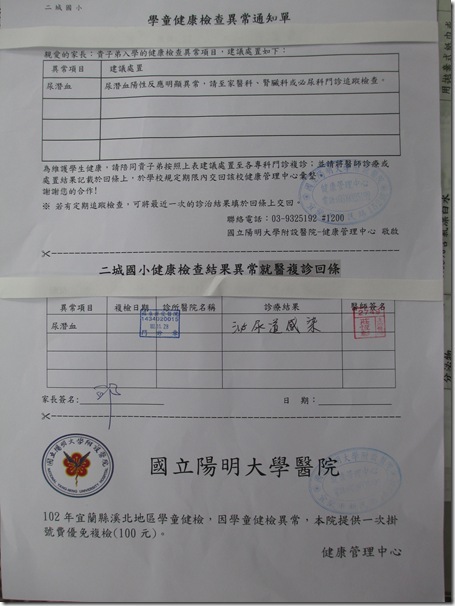 二城國小
學童健康檢查異常通知單
親愛的家長：貴子弟入學的健康檢查異常項目，建議處置如下：
異常項目 建議處置
尿潛血 尿潛血陽性反應明顯異常，請至家醫科、腎臟科或泌尿科門診追蹤檢查。
為維護學生健康，請陪同貴子弟按照上表建議處置至各專科門診複診；並請將醫師診療或
處置結果記載於回條上，於學校規定期限內交回該校健康管理中心彙整。
謝謝您的合作！
※ 若有定期追蹤檢查，可將最近一次的診治結果填於回條上交回。
聯絡電話：03-9325192 #1200
國立陽明大學附設醫院-健康管理中心 敬啟
二城國小健康檢查結果異常就醫複診回條
異常項目 複檢日期 診所醫院名稱 診療結果 醫師簽名
尿潛血 泌尿道感染
家長簽名： 日 期：
國立陽明大學附設醫院
國立陽明大學醫院
102 年宜蘭縣溪北地區學童健檢，因學童健檢異常，本院提供一次掛
號費優免複檢(100 元)。
健康管理中心